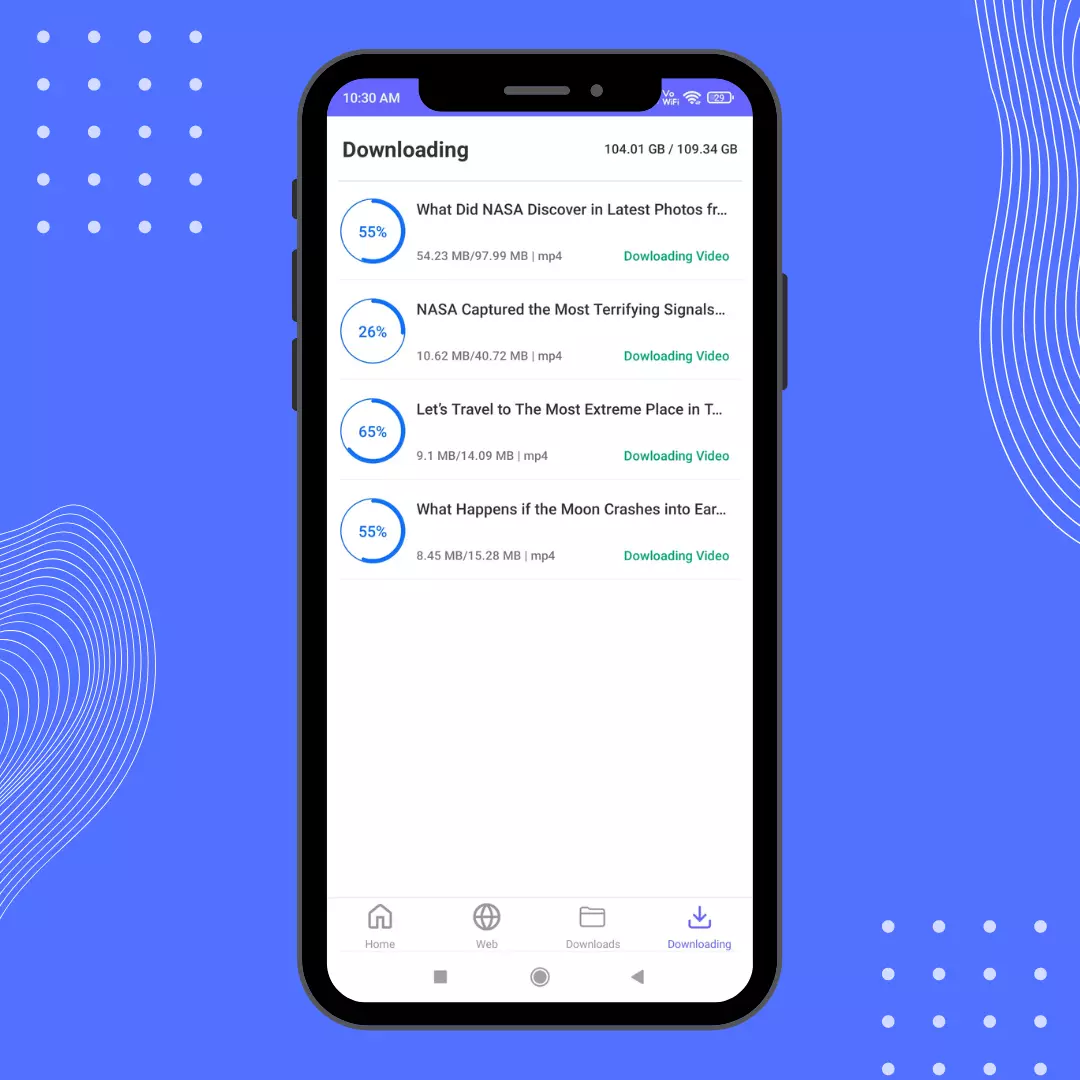 10:30 AM
Vo
WiFi
29
Downloading
104.01 GB / 109.34 GB
55%
What Did NASA Discover in Latest Photos fr...
54.23 MB/97.99 MB | mp4
Dowloading Video
26%
NASA Captured the Most Terrifying Signals...
10.62 MB/40.72 MB | mp4
Dowloading Video
65%
Let’s Travel to The Most Extreme Place in T...
9.1 MB/14.09 MB | mp4
Dowloading Video
55%
What Happens if the Moon Crashes into Ear...
8.45 MB/15.28 MB | mp4
Dowloading Video
Home
Web
Downloads
Downloading